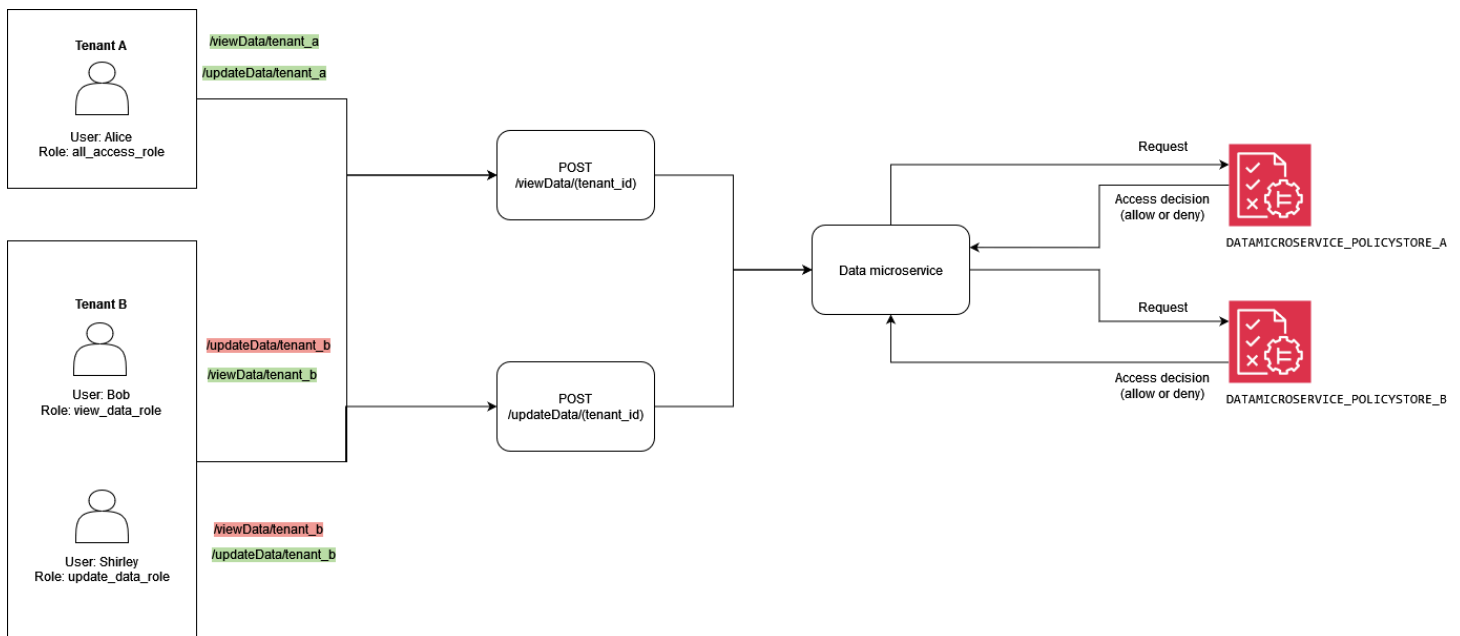 Tenant A
User: Alice
Role: all_access_role
/viewData/tenant_a
/updateData/tenant_a
Tenant B
User: Bob
Role: view_data_role
/updateData/tenant_b
/viewData/tenant_b
User: Shirley
Role: update_data_role
/viewData/tenant_b
/updateData/tenant_b
POST
/viewData/(tenant_id)
POST
/updateData/(tenant_id)
Data microservice
Request
Access decision
(allow or deny)
DATAMICROSERVICE_POLICYSTORE_A
Request
Access decision
(allow or deny)
DATAMICROSERVICE_POLICYSTORE_B